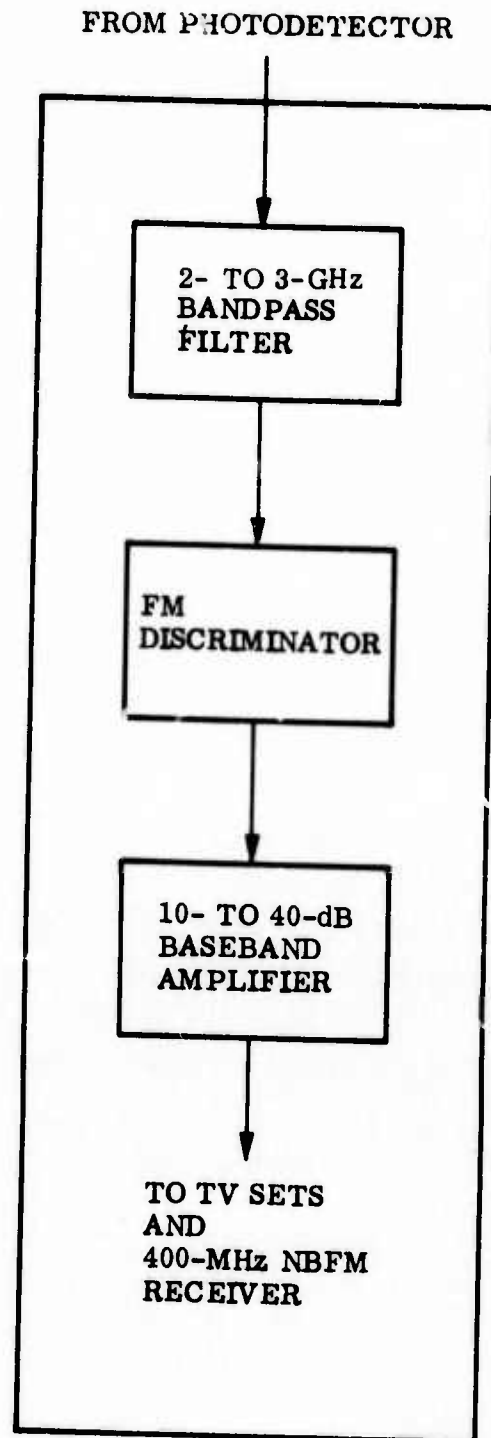 FROM PHOTODETECTOR
2- TO 3-GHz
BANDPASS
FILTER
FM
DISCRIMINATOR
10- TO 40-dB
BASEBAND
AMPLIFIER
TO TV SETS
AND
400-MHz NBFM
RECEIVER